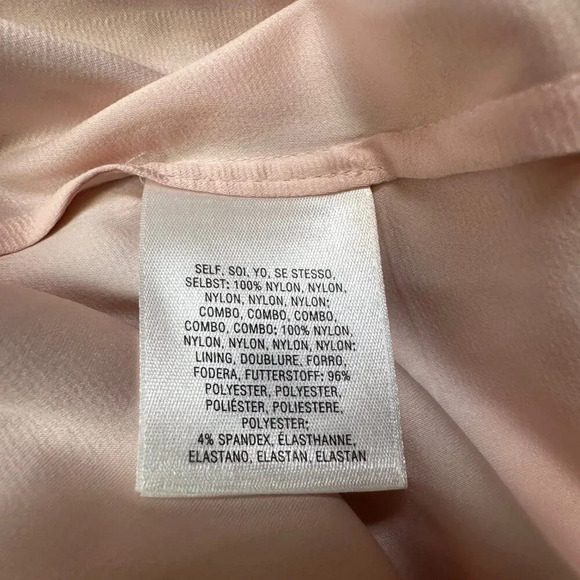 SELF, SOI, YO, SE STESSO,
SELBST: 100% NYLON, NYLON,
NYLON, NYLON, NYLON:
COMBO, COMBO, COMBO,
COMBO, COMBO: 100% NYLON,
NYLON, NYLON, NYLON, NYLON:
LINING, DOUBLURE, FORRO,
FODERA, FUTTERSTOFF: 96%
POLYESTER, POLYESTER,
POLIÉSTER, POLIESTERE,
POLYESTER:
4% SPANDEX, ÉLASTHANNE,
ELASTANO, ELASTAN, ELASTAN